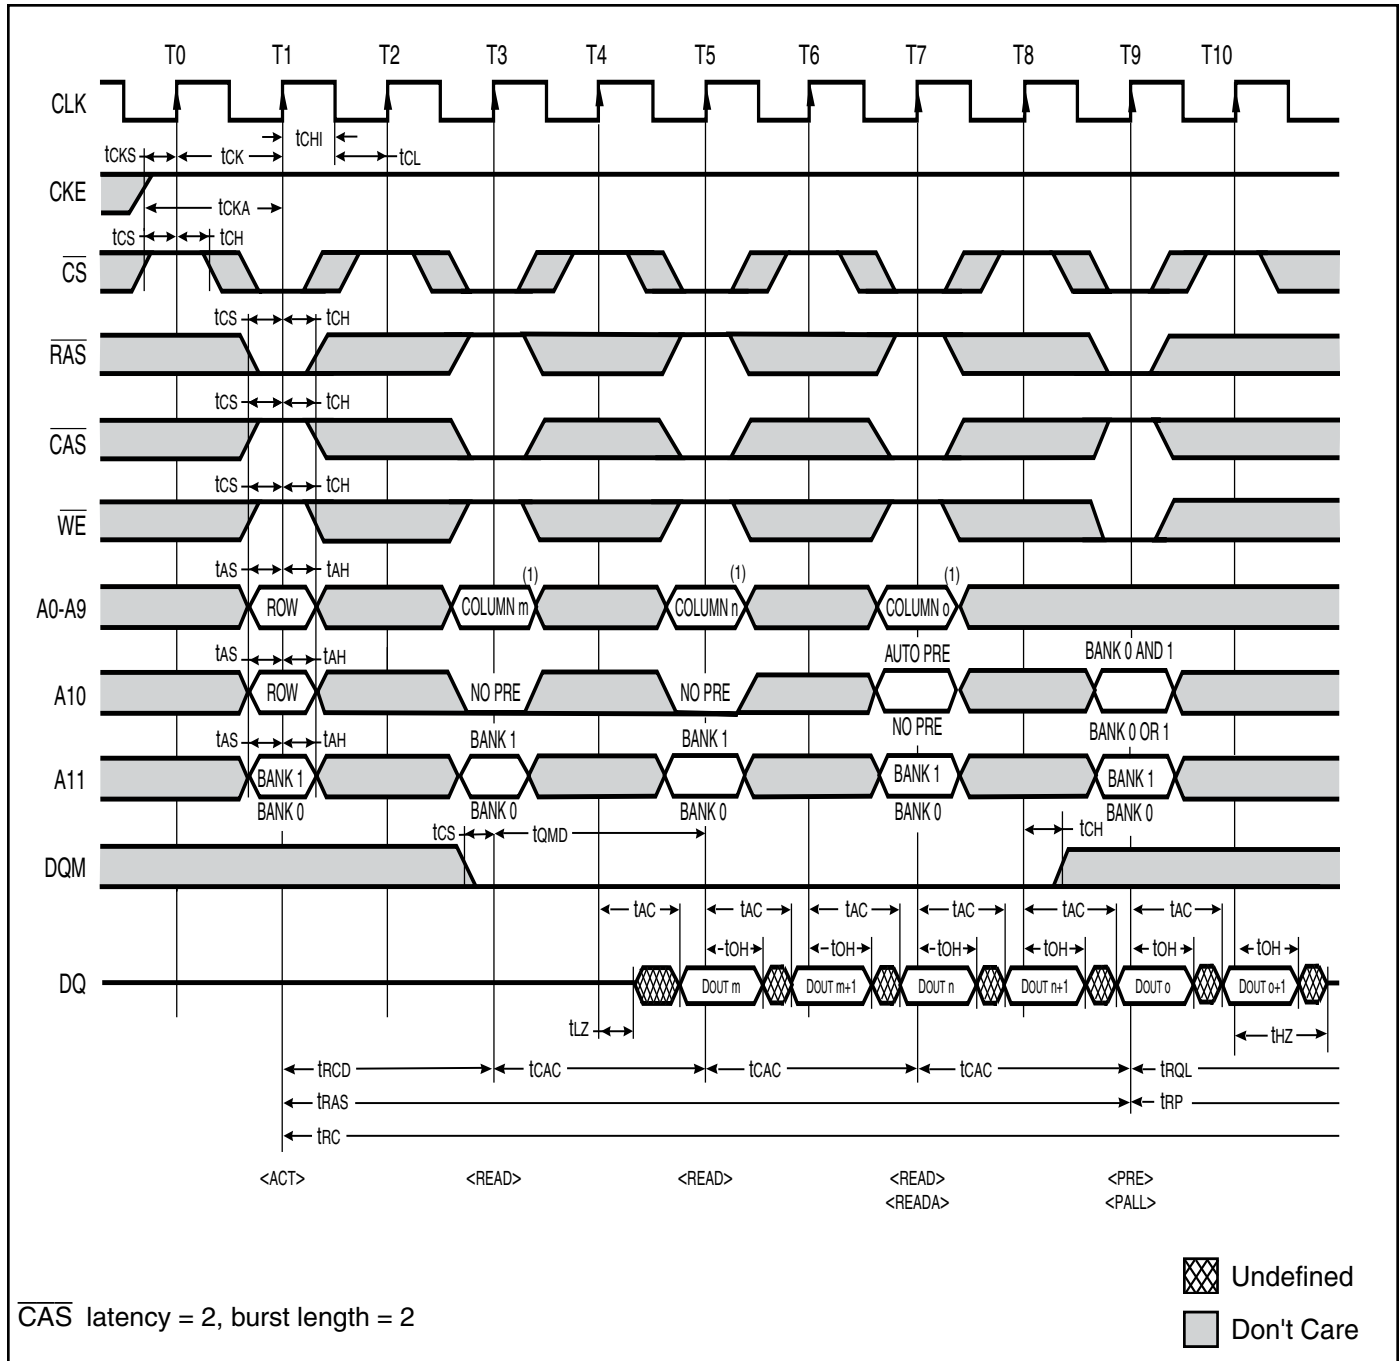 T0 T1 T2 T3 T4 T5 T6 T7 T8 T9 T10
CLK
tCHI
tCKS tCK tCL
CKE
tCKA
tCS tCH
CS
tCS tCH
RAS
tCS tCH
CAS
tCS tCH
WE
tAS tAH (1) (1) (1)
A0-A9 ROW COLUMN m COLUMN n COLUMN o
tAS tAH AUTO PRE BANK 0 AND 1
A10 ROW NO PRE NO PRE
NO PRE BANK 0 OR 1
tAS tAH BANK 1 BANK 1
A11 BANK 1 BANK 1 BANK 1
BANK 0 BANK 0 BANK 0 BANK 0 BANK 0
tCS tQMD tCH
DQM
tAC tAC tAC tAC tAC tAC
tOH tOH tOH tOH tOH tOH
DQ DOUT m DOUT m+1 DOUT n DOUT n+1 DOUT o DOUT o+1
tLZ tHZ
tRCD tCAC tCAC tCAC tRQL
tRAS tRP
tRC
<ACT> <READ> <READ> <READ> <PRE>
<READA> <PALL>
Undefined
CAS latency = 2, burst length = 2
Don't Care